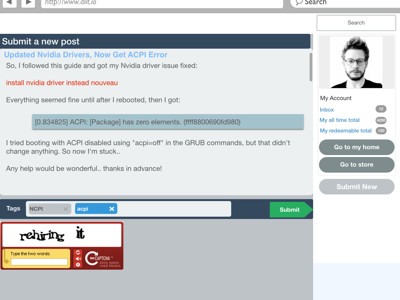 http://www.diit.io
Search
Search
Submit a new post
Updated Nvidia Drivers, Now Get ACPI Error
So, I followed this guide and got my Nvidia driver issue fixed:
install nvidia driver instead nouveau
Everything seemed fine until after I rebooted, then I got:
[0.834825] ACPI: [Package] has zero elements. (ffff8800690fd980)
I tried booting with ACPI disabled using "acpi=off" in the GRUB commands, but that didn't
change anything. So now I'm stuck..
Any help would be wonderful.. thanks in advance!
Tags
NCPI
acpi
Submit
rehiring it
Type the two words
My Account
Inbox
My all time total
My redeemable total
Go to my home
Go to store
Submit New